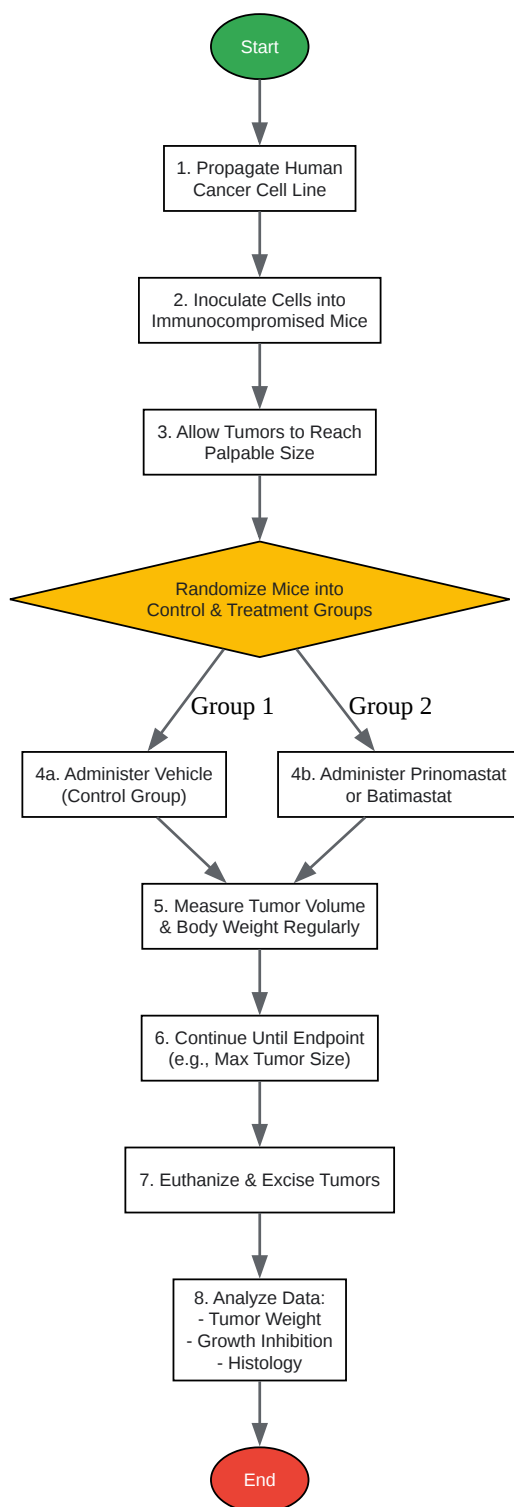 Start
1. Propagate Human
Cancer Cell Line
2. Inoculate Cells into
Immunocompromised Mice
3. Allow Tumors to Reach
Palpable Size
Randomize Mice into
Control & Treatment Groups
Group 1
Group 2
4a. Administer Vehicle
(Control Group)
4b. Administer Prinomastat
or Batimastat
5. Measure Tumor Volume
& Body Weight Regularly
6. Continue Until Endpoint
(e.g., Max Tumor Size)
7. Euthanize & Excise Tumors
8. Analyze Data:
- Tumor Weight
- Growth Inhibition
- Histology
End